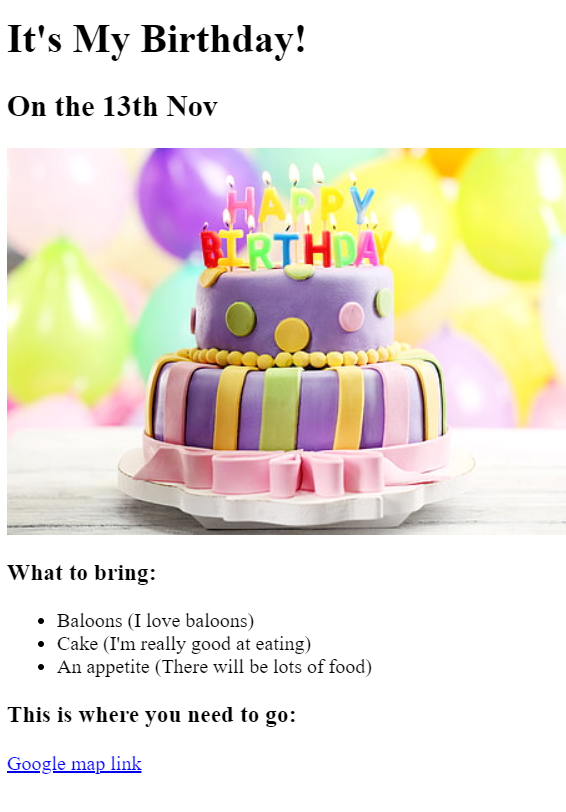 It's My Birthday!
On the 13th Nov
HAPPY
BIRTHDAY
What to bring:
Baloons (I love baloons)
Cake (I'm really good at eating)
An appetite (There will be lots of food)
This is where you need to go:
Google map link